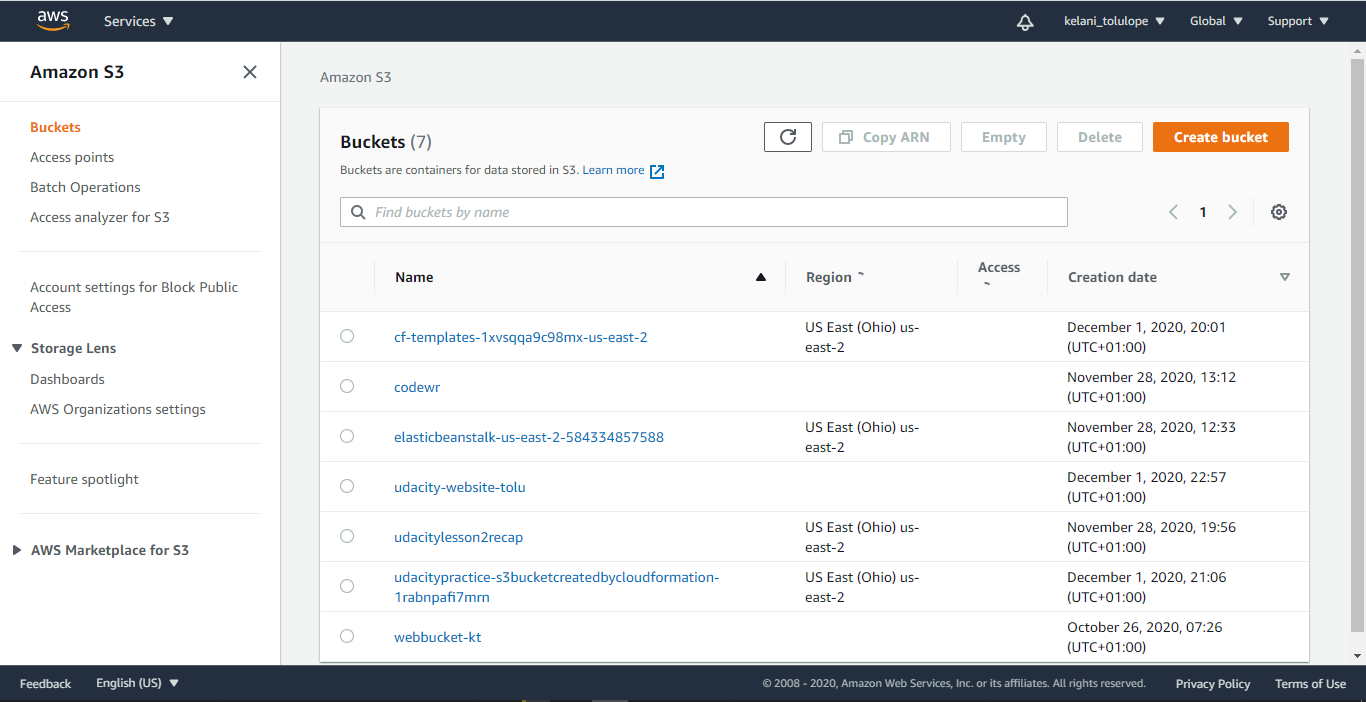 aws
Services
kelani_tolulope
Global
Support
Amazon S3
Buckets
Access points
Batch Operations
Access analyzer for S3
Account settings for Block Public
Access
Storage Lens
Dashboards
AWS Organizations settings
Feature spotlight
AWS Marketplace for S3
Amazon S3
Buckets (7)
Copy ARN
Empty
Delete
Create bucket
Buckets are containers for data stored in S3. Learn more
Find buckets by name
1
Name
Region
Access
Creation date
cf-templates-1xvsqqa9c98mx-us-east-2
US East (Ohio) us-
east-2
December 1, 2020, 20:01
(UTC+01:00)
codewr
November 28, 2020, 13:12
(UTC+01:00)
elasticbeanstalk-us-east-2-584334857588
US East (Ohio) us-
east-2
November 28, 2020, 12:33
(UTC+01:00)
udacity-website-tolu
December 1, 2020, 22:57
(UTC+01:00)
udacitylesson2recap
US East (Ohio) us-
east-2
November 28, 2020, 19:56
(UTC+01:00)
udacitypractice-s3bucketcreatedbycloudformation-
1rabnpafi7mrn
US East (Ohio) us-
east-2
December 1, 2020, 21:06
(UTC+01:00)
webbucket-kt
October 26, 2020, 07:26
(UTC+01:00)
Feedback
English (US)
© 2008 - 2020, Amazon Web Services, Inc. or its affiliates. All rights reserved.
Privacy Policy
Terms of Use